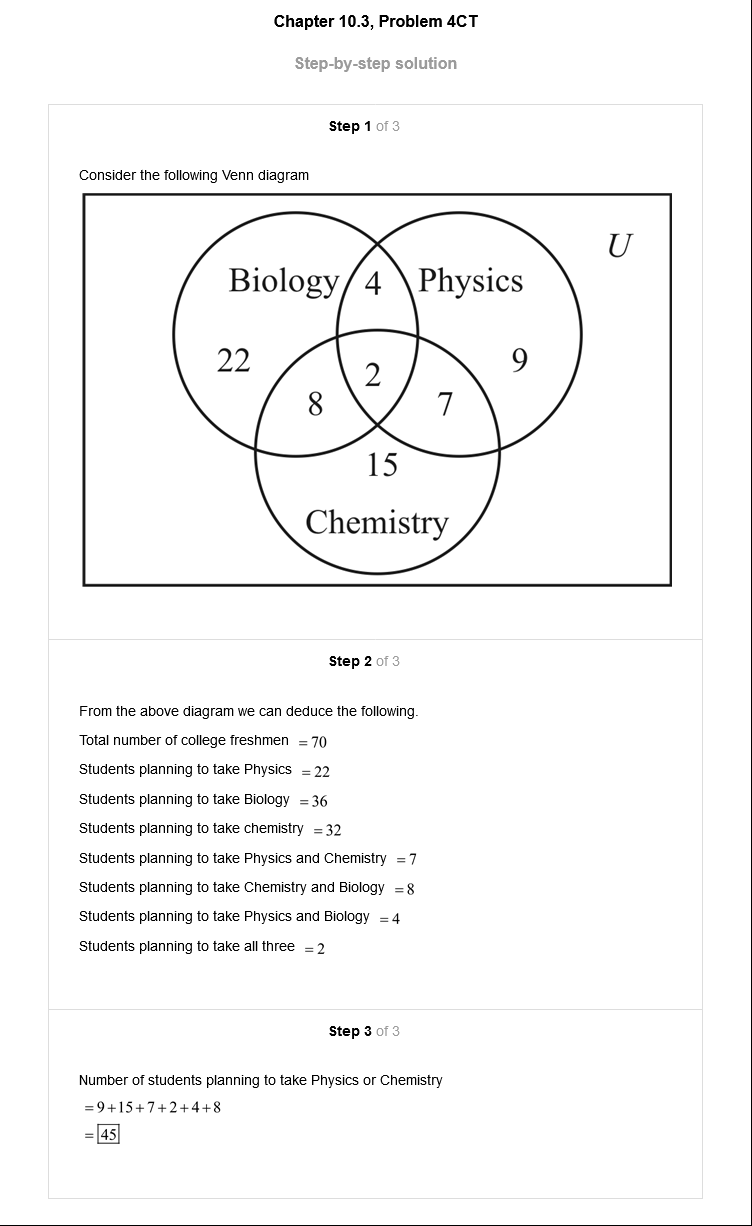 Chapter 10.3, Problem 4CT
Step-by-step solution
Step 1 of 3
Consider the following Venn diagram
U
Biology 4 Physics
22 9
2
8 7
15
Chemistry
Step 2 of 3
From the above diagram we can deduce the following.
Total number of college freshmen = 70
Students planning to take Physics = 22
Students planning to take Biology = 36
Students planning to take chemistry = 32
Students planning to take Physics and Chemistry = 7
Students planning to take Chemistry and Biology = 8
Students planning to take Physics and Biology = 4
Students planning to take all three = 2
Step 3 of 3
Number of students planning to take Physics or Chemistry
= 9+15+7+2+4+8
= 45